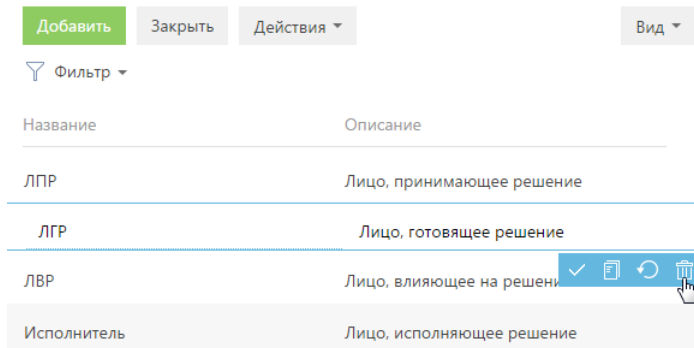 Добавить Закрыть Действия Вид
Фильтр
Название Описание
ЛПР Лицо, принимающее решение
ЛГР Лицо, готовящее решение
ЛВР Лицо, влияющее на
Исполнитель Лицо, исполняющее решение